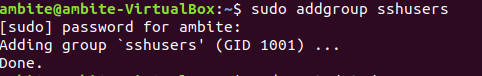 ambite@ambite-VirtualBox:~$ sudo addgroup sshusers
[sudo] password for ambite:
Adding group `sshusers' (GID 1001) ...
Done.